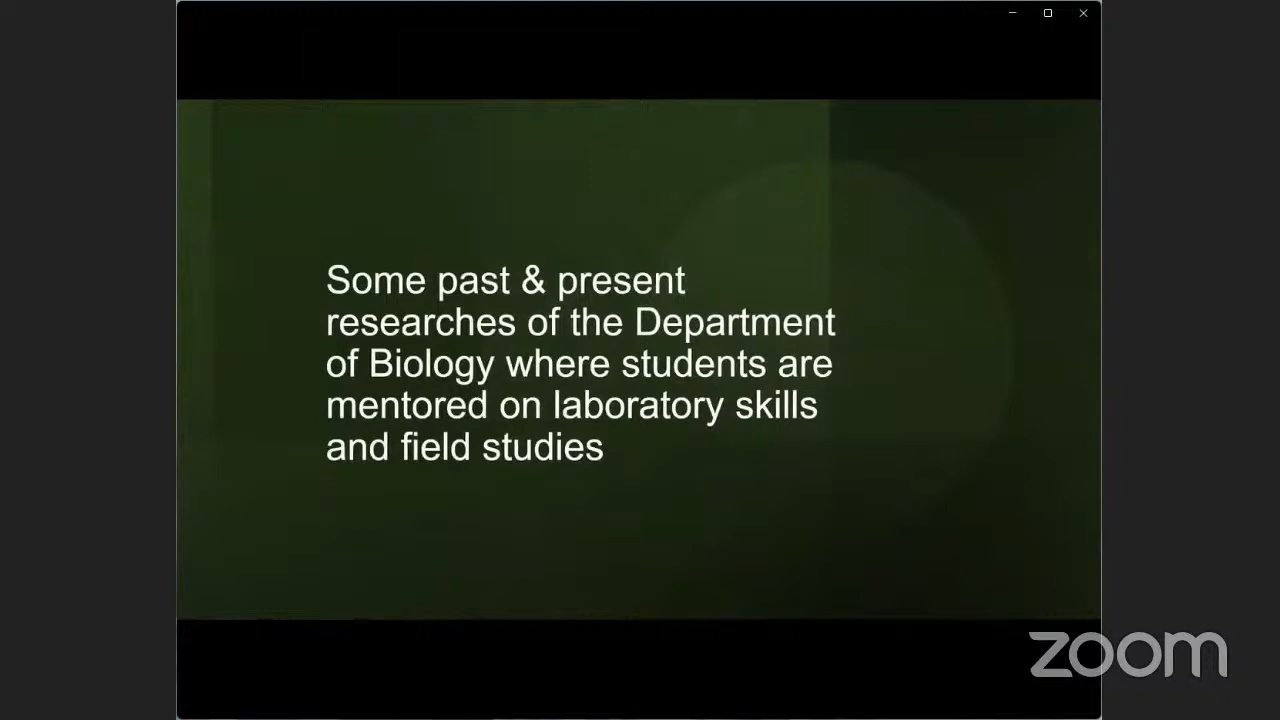 Some past & present
researches of the Department
of Biology where students are
mentored on laboratory skills
and field studies
zoom